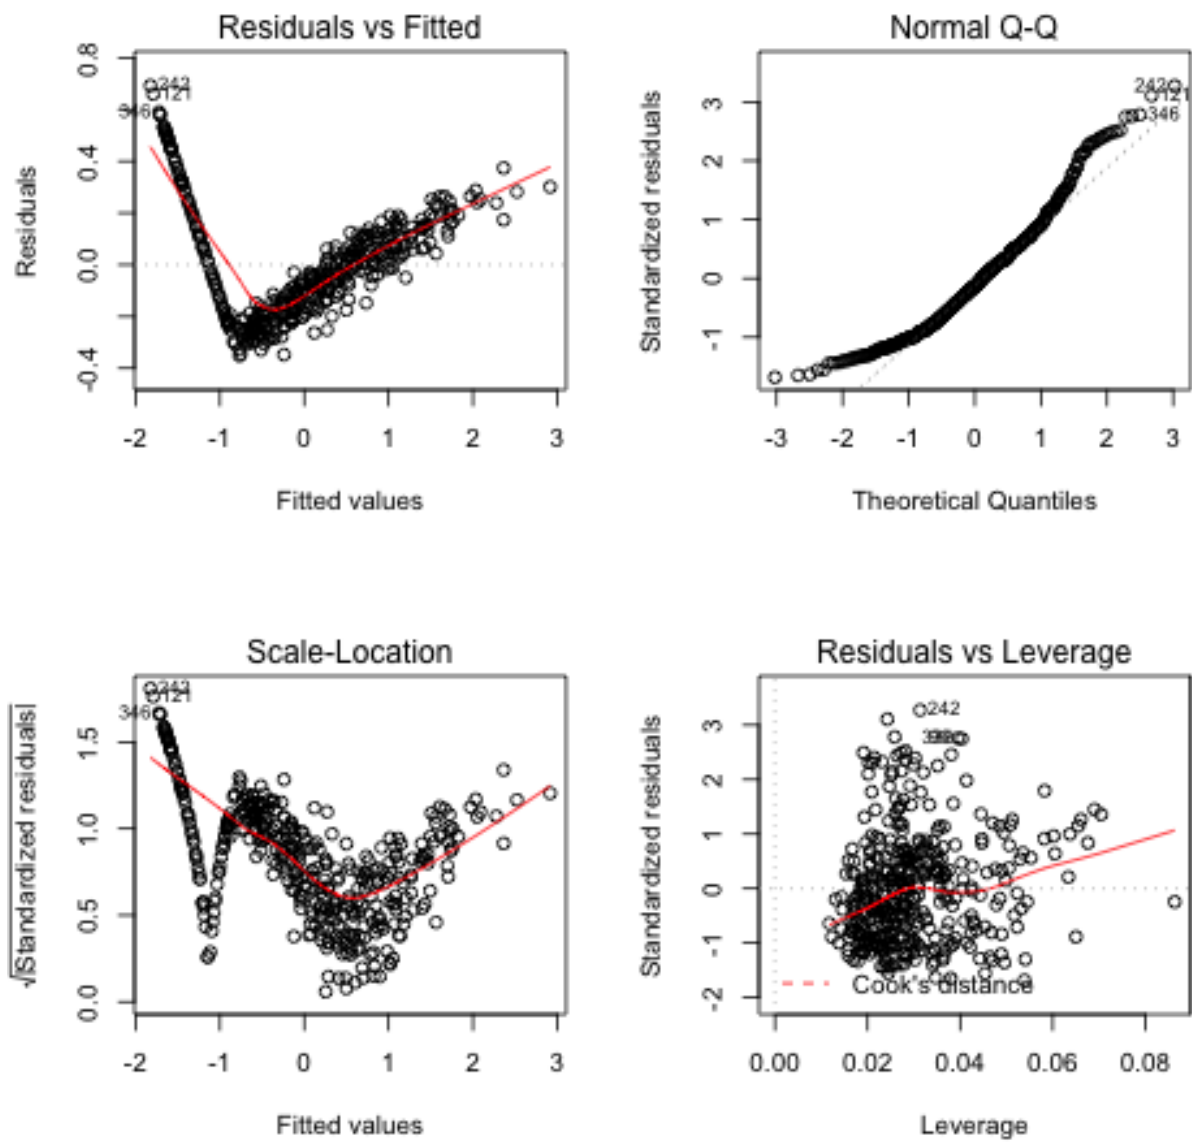 Residuals vs Fitted
Residuals
0.8
0.4
0.0
-0.4
242
121
346
-2 -1 0 1 2 3
Fitted values
Normal Q-Q
Standardized residuals
3
2
1
0
-1
242
121
346
-3 -2 -1 0 1 2 3
Theoretical Quantiles
Scale-Location
√|Standardized residuals|
1.5
1.0
0.5
0.0
242
121
346
-2 -1 0 1 2 3
Fitted values
Residuals vs Leverage
Standardized residuals
3
2
1
0
-1
-2
242
Cook's distance
0.00 0.02 0.04 0.06 0.08
Leverage